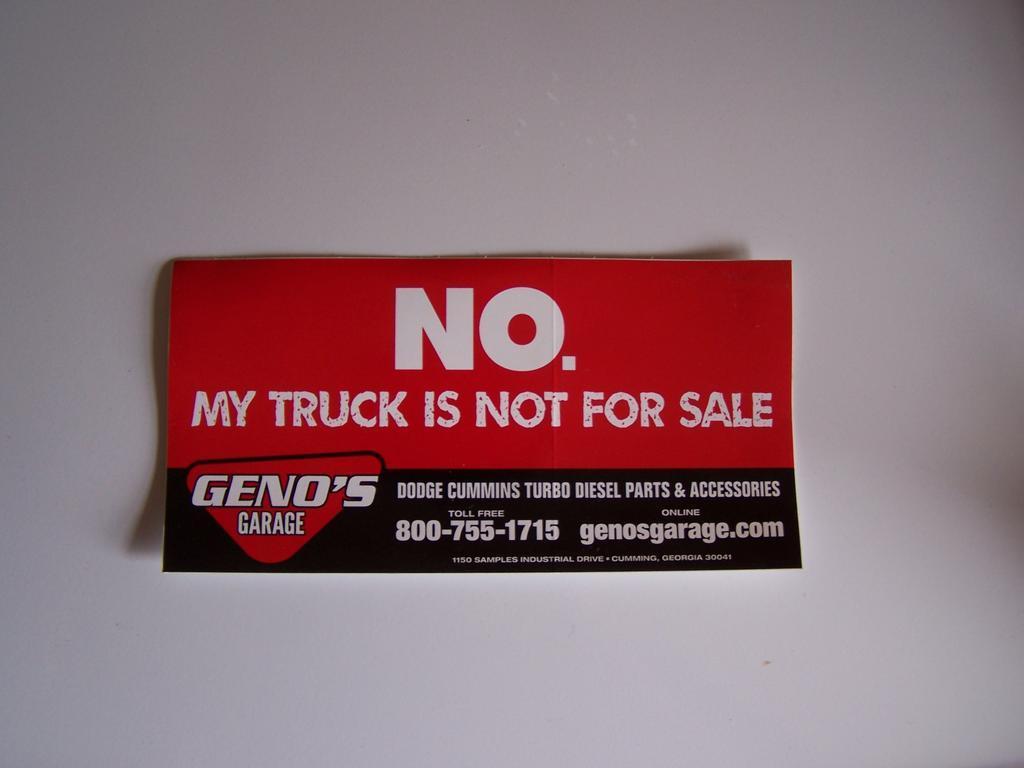 NO.
MY TRUCK IS NOT FOR SALE
GENO'S
GARAGE
DODGE CUMMINS TURBO DIESEL PARTS & ACCESSORIES
TOLL FREE
800-755-1715
ONLINE
genosgarage.com
1150 SAMPLES INDUSTRIAL DRIVE • CUMMING, GEORGIA 30041